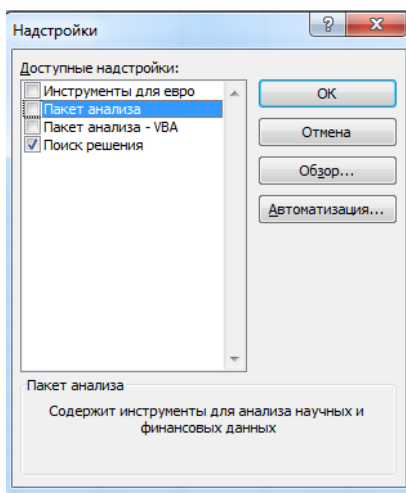 Надстройки
Доступные надстройки:
Инструменты для евро
Пакет анализа
Пакет анализа - VBA
Поиск решения
ОК
Отмена
Обзор...
Автоматизация...
Пакет анализа
Содержит инструменты для анализа научных и
финансовых данных